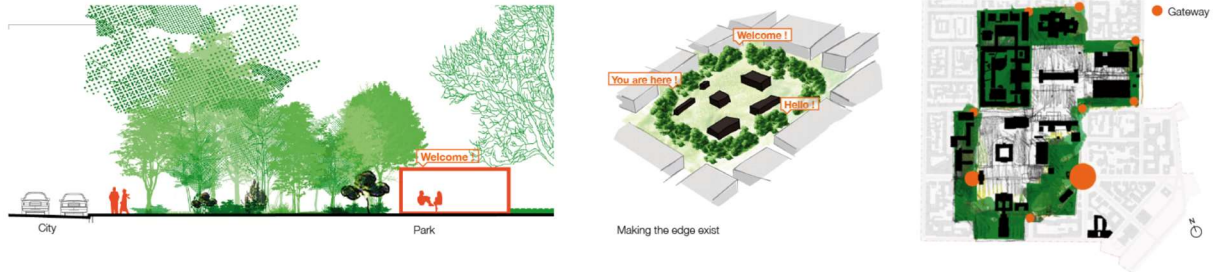 Welcome !
City
Park
Welcome !
You are here !
Hello !
Making the edge exist
Gateway
N